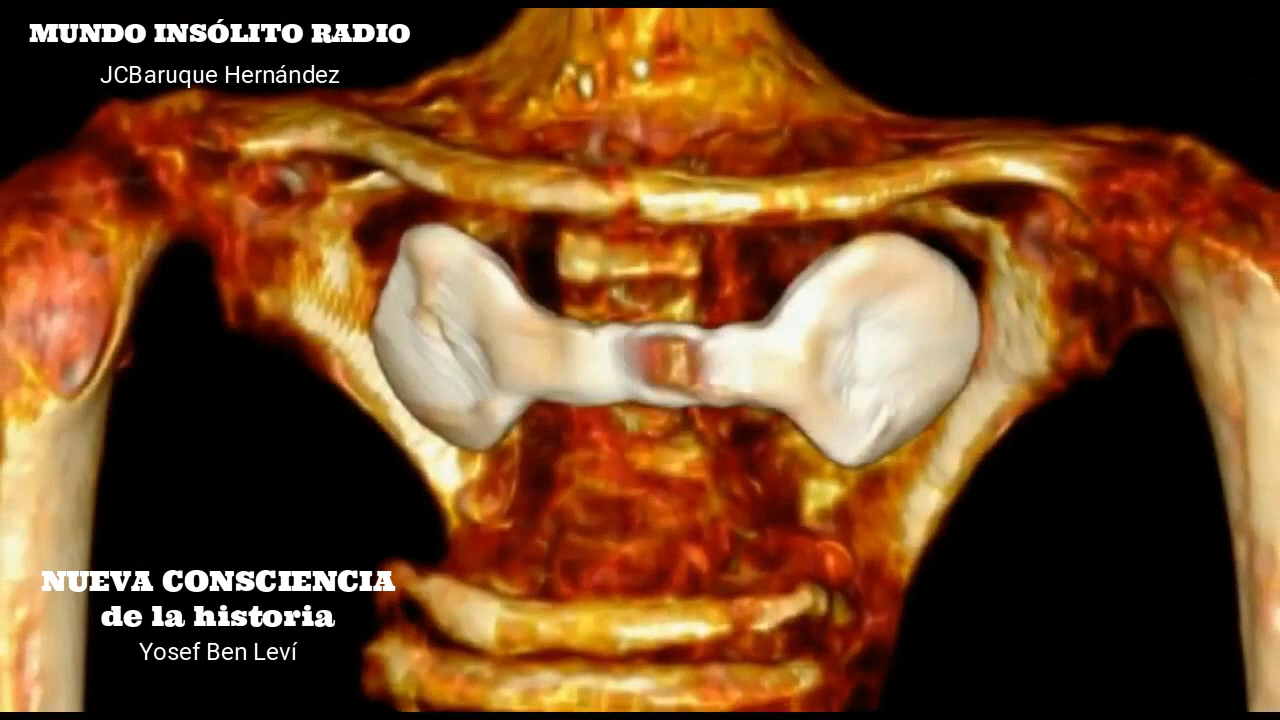 MUNDO INSÓLITO RADIO
JCBaruque Hernández
NUEVA CONSCIENCIA
de la historia
Yosef Ben Leví